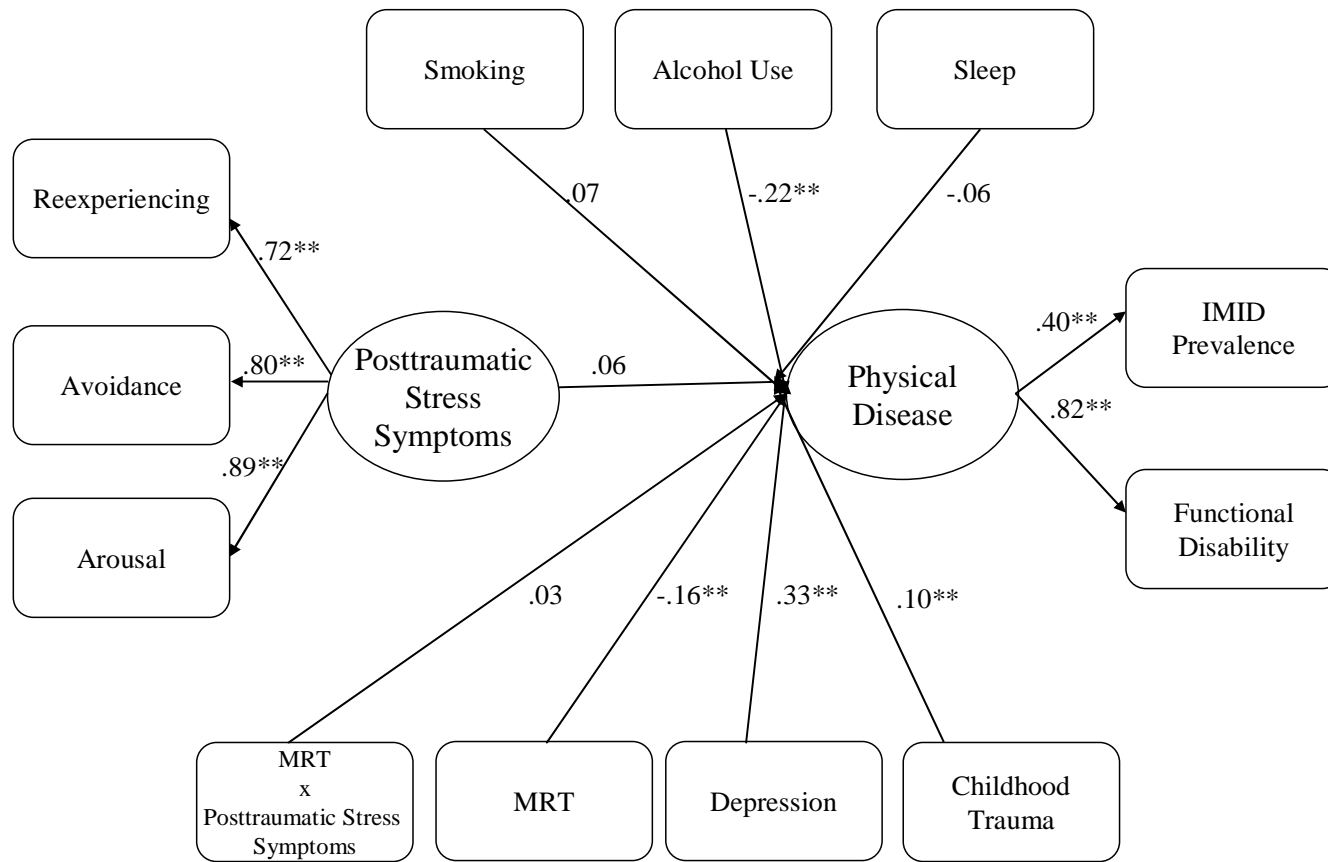 Smoking
Alcohol Use
Sleep
.07
-.22**
-.06
Reexperiencing
.72**
Avoidance
.80**
Arousal
.89**
Posttraumatic
Stress
Symptoms
.06
Physical
Disease
.40**
IMID
Prevalence
.82**
Functional
Disability
.03
-.16**
.33**
.10**
MRT
x
Posttraumatic Stress
Symptoms
MRT
Depression
Childhood
Trauma